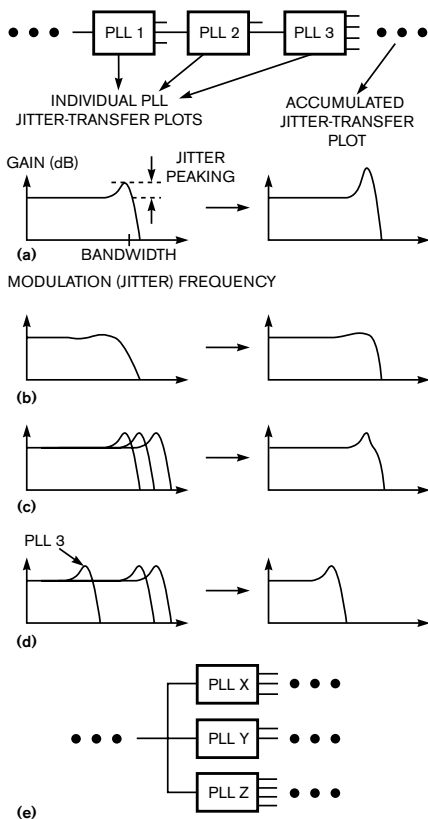 PLL 1 PLL 2 PLL 3
INDIVIDUAL PLL
JITTER-TRANSFER PLOTS
ACCUMULATED
JITTER-TRANSFER
PLOT
GAIN (dB)
JITTER
PEAKING
(a)
BANDWIDTH
MODULATION (JITTER) FREQUENCY
(b)
(c)
PLL 3
(d)
PLL X
PLL Y
PLL Z
(e)